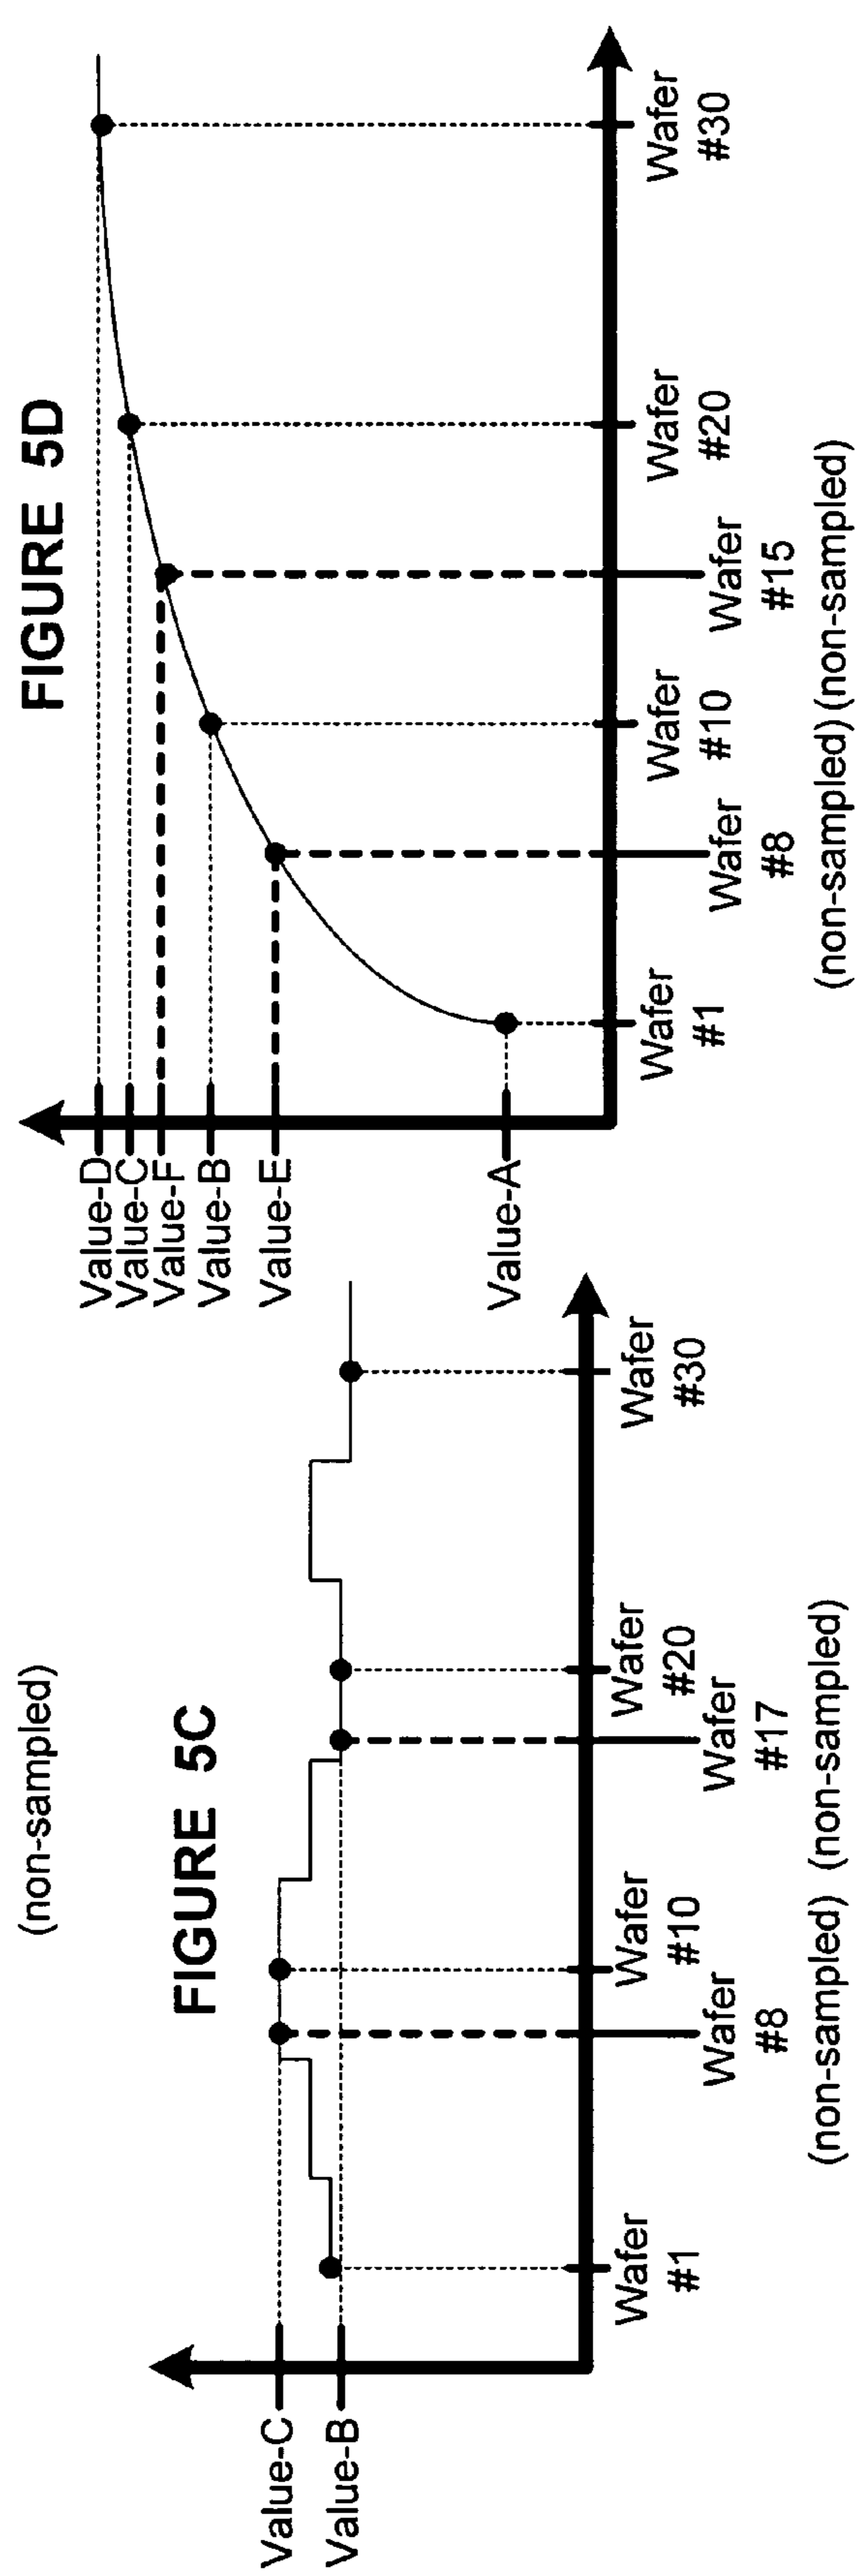 (non-sampled)
FIGURE 5C
Value-C
Value-B
Wafer
#1
Wafer
#8
(non-sampled)
Wafer
#10
Wafer
#17
(non-sampled)
Wafer
#20
Wafer
#30
FIGURE 5D
Value-D
Value-C
Value-F
Value-B
Value-E
Value-A
Wafer
#1
Wafer
#8
(non-sampled)
Wafer
#10
Wafer
#15
(non-sampled)
Wafer
#20
Wafer
#30